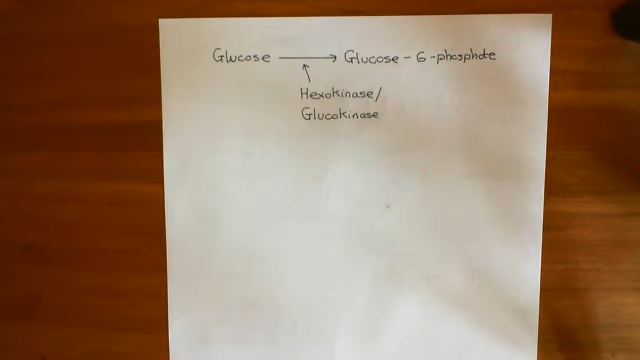 Glucose ⟶ Glucose - 6 - phosphate
Hexokinase/
Glucokinase